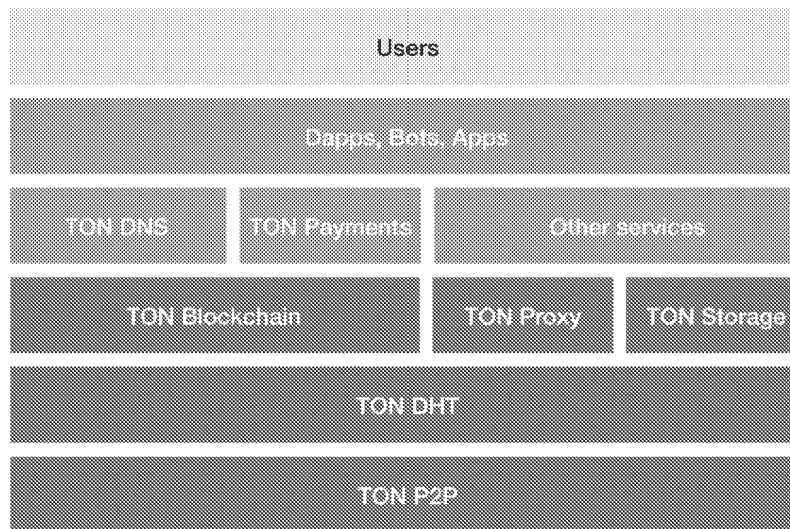 Users
Dapps, Bots, Apps
TON DNS TON Payments Other services
TON Blockchain TON Proxy TON Storage
TON DHT
TON P2P